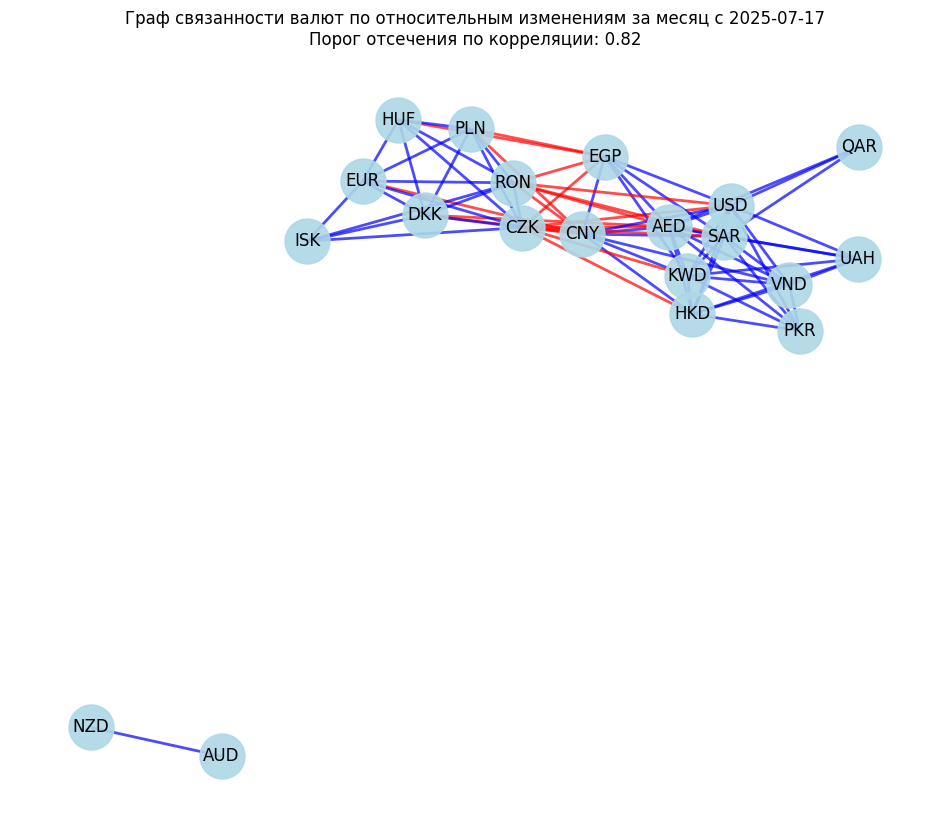 Граф связанности валют по относительным изменениям за месяц с 2025-07-17
Порог отсечения по корреляции: 0.82
HUF
PLN
QAR
EGP
EUR
RON
USD
DKK
CZK
CNY
AED
SAR
ISK
UAH
KWD
VND
HKD
PKR
NZD
AUD